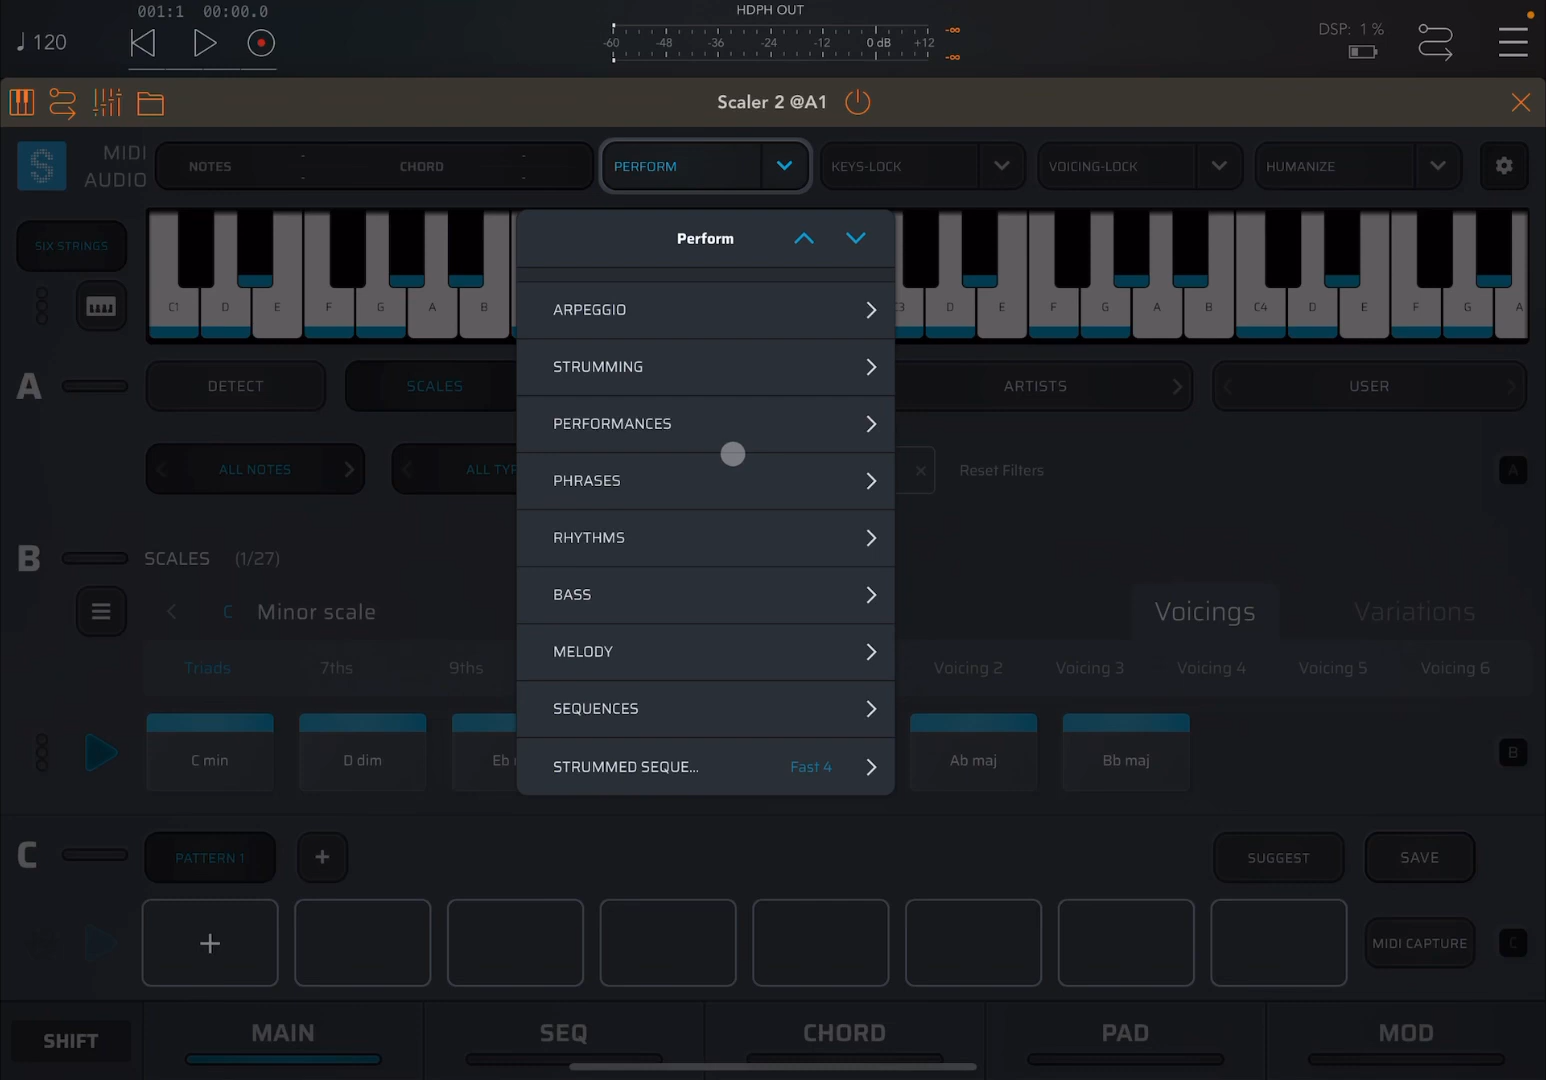 001:1 00:00.0
HDPH OUT
120
-60 -48 -36 -24 -12 0 dB +12
-∞
-∞
DSP: 1 %
Scaler 2 @A1
S
MIDI
AUDIO
NOTES - - CHORD - -
PERFORM
KEYS-LOCK
VOICING-LOCK
HUMANIZE
SIX STRINGS
Perform
C1 D E F G A B
C3 D E F G A B C4 D E F G A
ARPEGGIO
STRUMMING
PERFORMANCES
PHRASES
RHYTHMS
BASS
MELODY
SEQUENCES
STRUMMED SEQUE... Fast 4
A
DETECT
SCALES
ARTISTS
USER
ALL NOTES
ALL TYP
Reset Filters
A
B
SCALES (1/27)
C Minor scale
Voicings
Variations
Triads 7ths 9ths
Voicing 2 Voicing 3 Voicing 4 Voicing 5 Voicing 6
C min
D dim
Eb
Ab maj
Bb maj
B
C
PATTERN 1
+
SUGGEST
SAVE
+
MIDI CAPTURE
C
SHIFT
MAIN
SEQ
CHORD
PAD
MOD